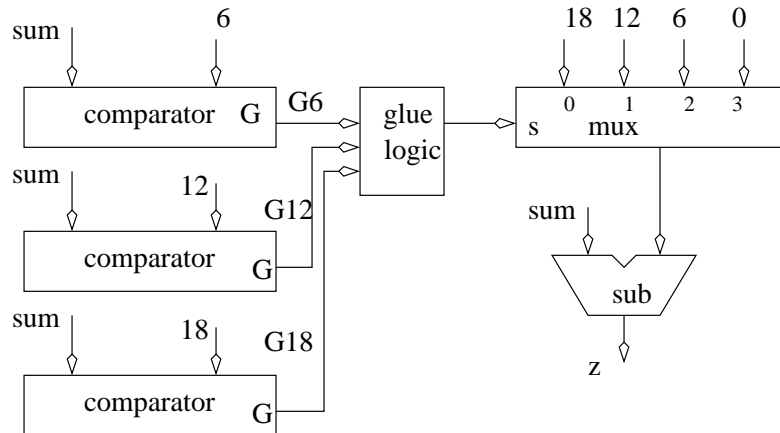 sum 6 18 12 6 0
comparator G G6 glue logic 0 1 2 3
s mux
sum 12 G12 sum
comparator G sub
sum 18 G18 z
comparator G